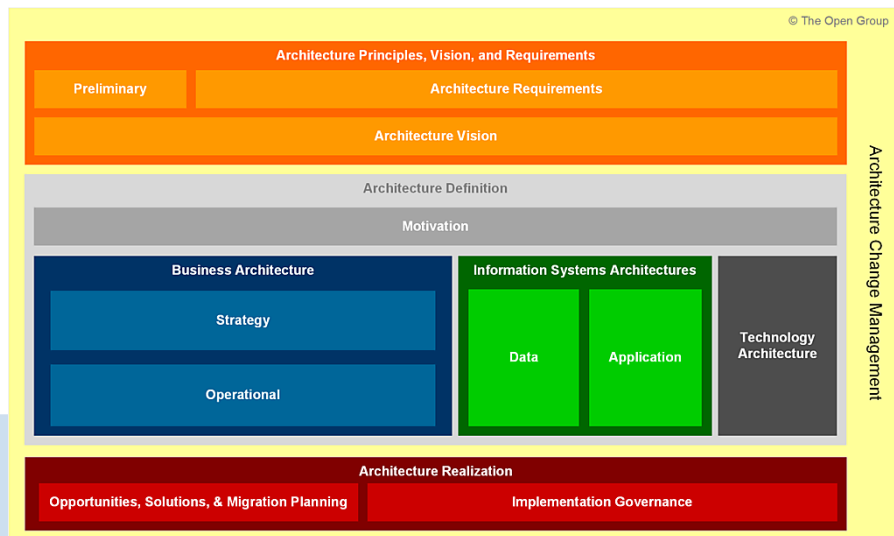 © The Open Group
Architecture Principles, Vision, and Requirements
Preliminary
Architecture Requirements
Architecture Vision
Architecture Definition
Motivation
Business Architecture
Strategy
Operational
Information Systems Architectures
Data
Application
Technology
Architecture
Architecture Realization
Opportunities, Solutions, & Migration Planning
Implementation Governance
Architecture Change Management